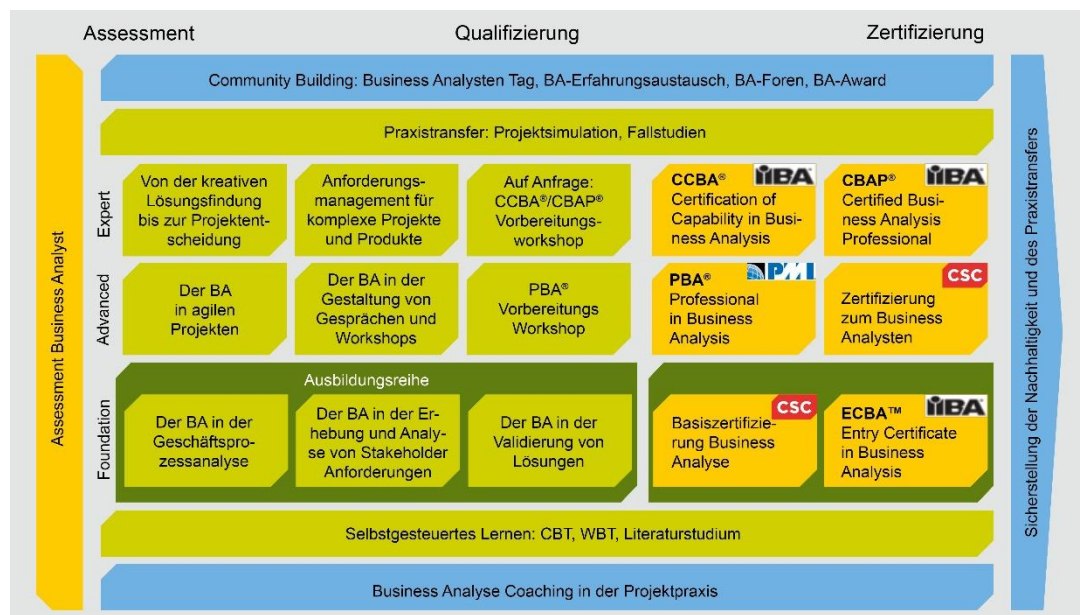 Assessment
Qualifizierung
Zertifizierung
Assessment Business Analyst
Community Building: Business Analysten Tag, BA-Erfahrungsaustausch, BA-Foren, BA-Award
Praxistransfer: Projektsimulation, Fallstudien
Expert
Von der kreativen
Lösungsfindung
bis zur Projektent-
scheidung
Anforderungs-
management für
komplexe Projekte
und Produkte
Auf Anfrage:
CCBA®/CBAP®
Vorbereitungs-
workshop
CCBA®
IIBA
Certification of
Capability in Busi-
ness Analysis
CBAP®
IIBA
Certified Busi-
ness Analysis
Professional
Advanced
Der BA
in agilen
Projekten
Der BA in der
Gestaltung von
Gesprächen und
Workshops
PBA®
Vorbereitungs
Workshop
PBA®
PMI
Professional
in Business
Analysis
CSC
Zertifizierung
zum Business
Analysten
Foundation
Ausbildungsreihe
Der BA in der
Geschäftspro-
zessanalyse
Der BA in der Er-
hebung und Analy-
se von Stakeholder
Anforderungen
Der BA in der
Validierung von
Lösungen
CSC
Basiszertifizie-
rung Business
Analyse
ECBA™
IIBA
Entry Certificate
in Business
Analysis
Selbstgesteuertes Lernen: CBT, WBT, Literaturstudium
Business Analyse Coaching in der Projektpraxis
Sicherstellung der Nachhaltigkeit und des Praxistransfers